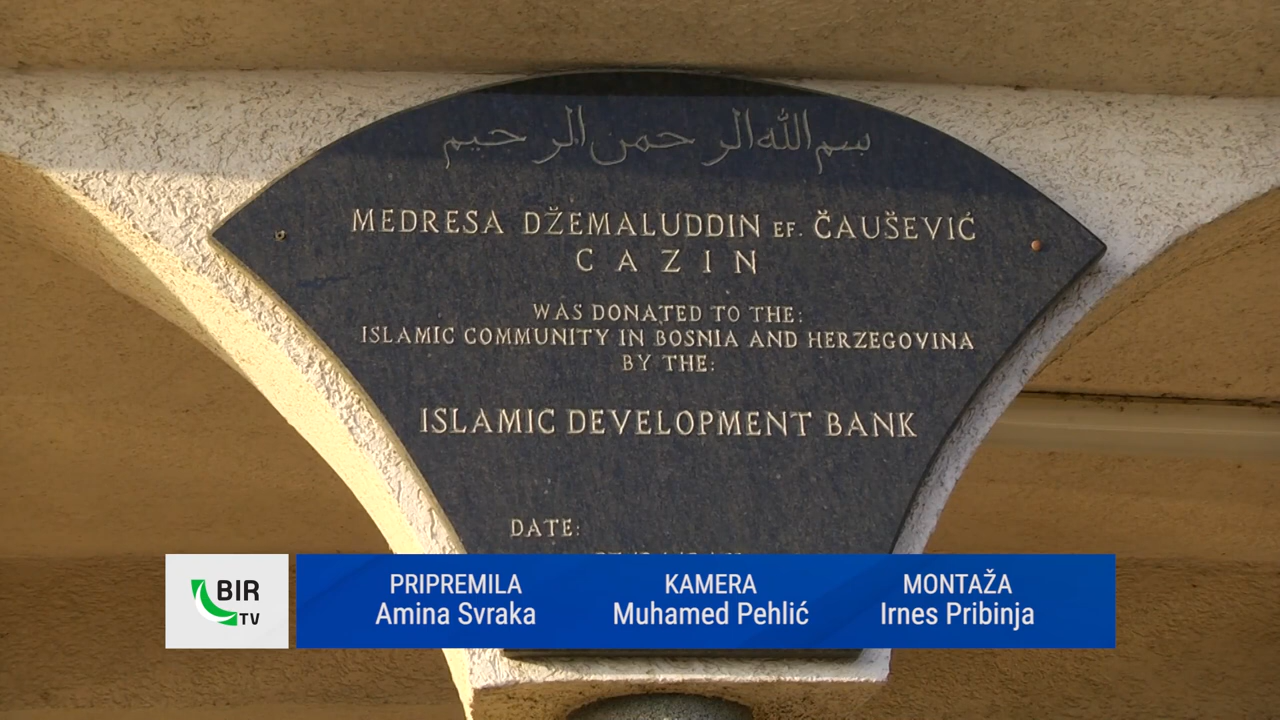 بسم الله الرحمن الرحيم
MEDRESA DŽEMALUDDIN EF. ČAUŠEVIĆ
CAZIN
WAS DONATED TO THE:
ISLAMIC COMMUNITY IN BOSNIA AND HERZEGOVINA
BY THE:
ISLAMIC DEVELOPMENT BANK
DATE:
BIR
TV
PRIPREMILA
Amina Svraka
KAMERA
Muhamed Pehlić
MONTAŽA
Irnes Pribinja